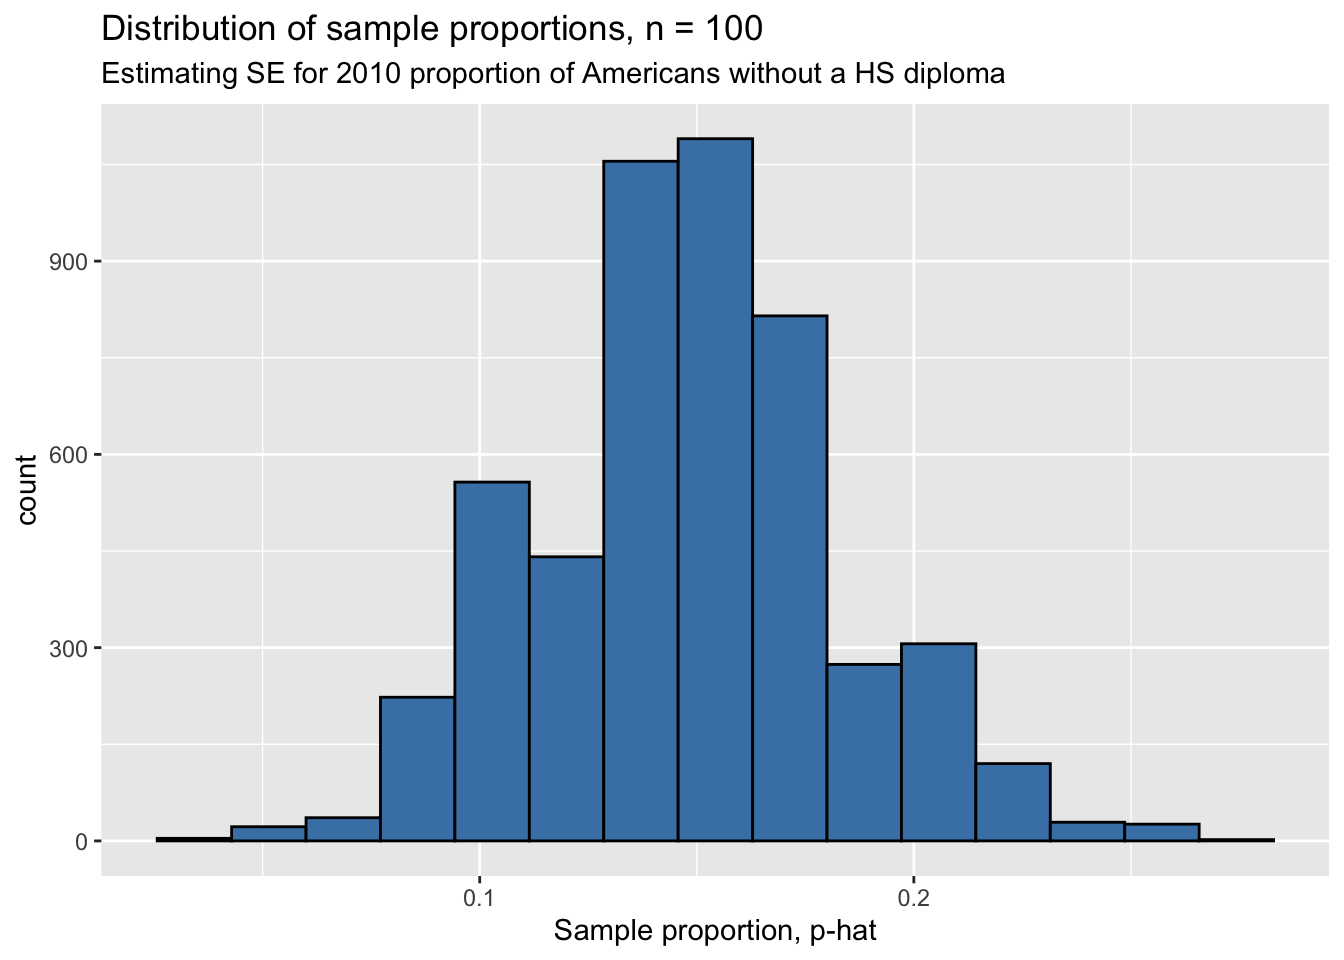 Distribution of sample proportions, n = 100
Estimating SE for 2010 proportion of Americans without a HS diploma
count
900
600
300
0
0.1
0.2
Sample proportion, p-hat